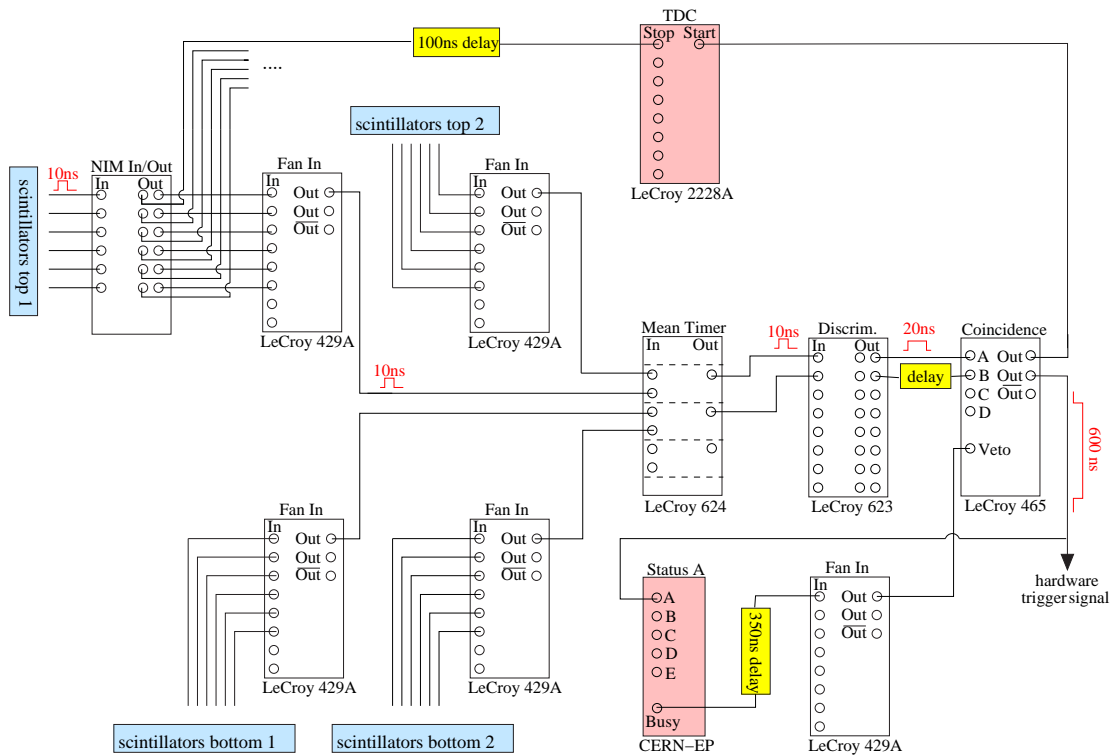 TDC
Stop Start
100ns delay
....
LeCroy 2228A
scintillators top 2
scintillators top 1
10ns
NIM In/Out
In Out
Fan In
In
Out
Out
Out
LeCroy 429A
Fan In
In
Out
Out
Out
LeCroy 429A
10ns
Mean Timer
In Out
LeCroy 624
10ns
Discrim.
In Out
LeCroy 623
20ns
delay
Coincidence
A Out
B Out
C Out
D
Veto
LeCroy 465
600 ns
hardware
trigger signal
Fan In
In
Out
Out
Out
LeCroy 429A
scintillators bottom 1
Fan In
In
Out
Out
Out
LeCroy 429A
scintillators bottom 2
Status A
A
B
C
D
E
Busy
CERN−EP
350ns delay
Fan In
In
Out
Out
Out
LeCroy 429A